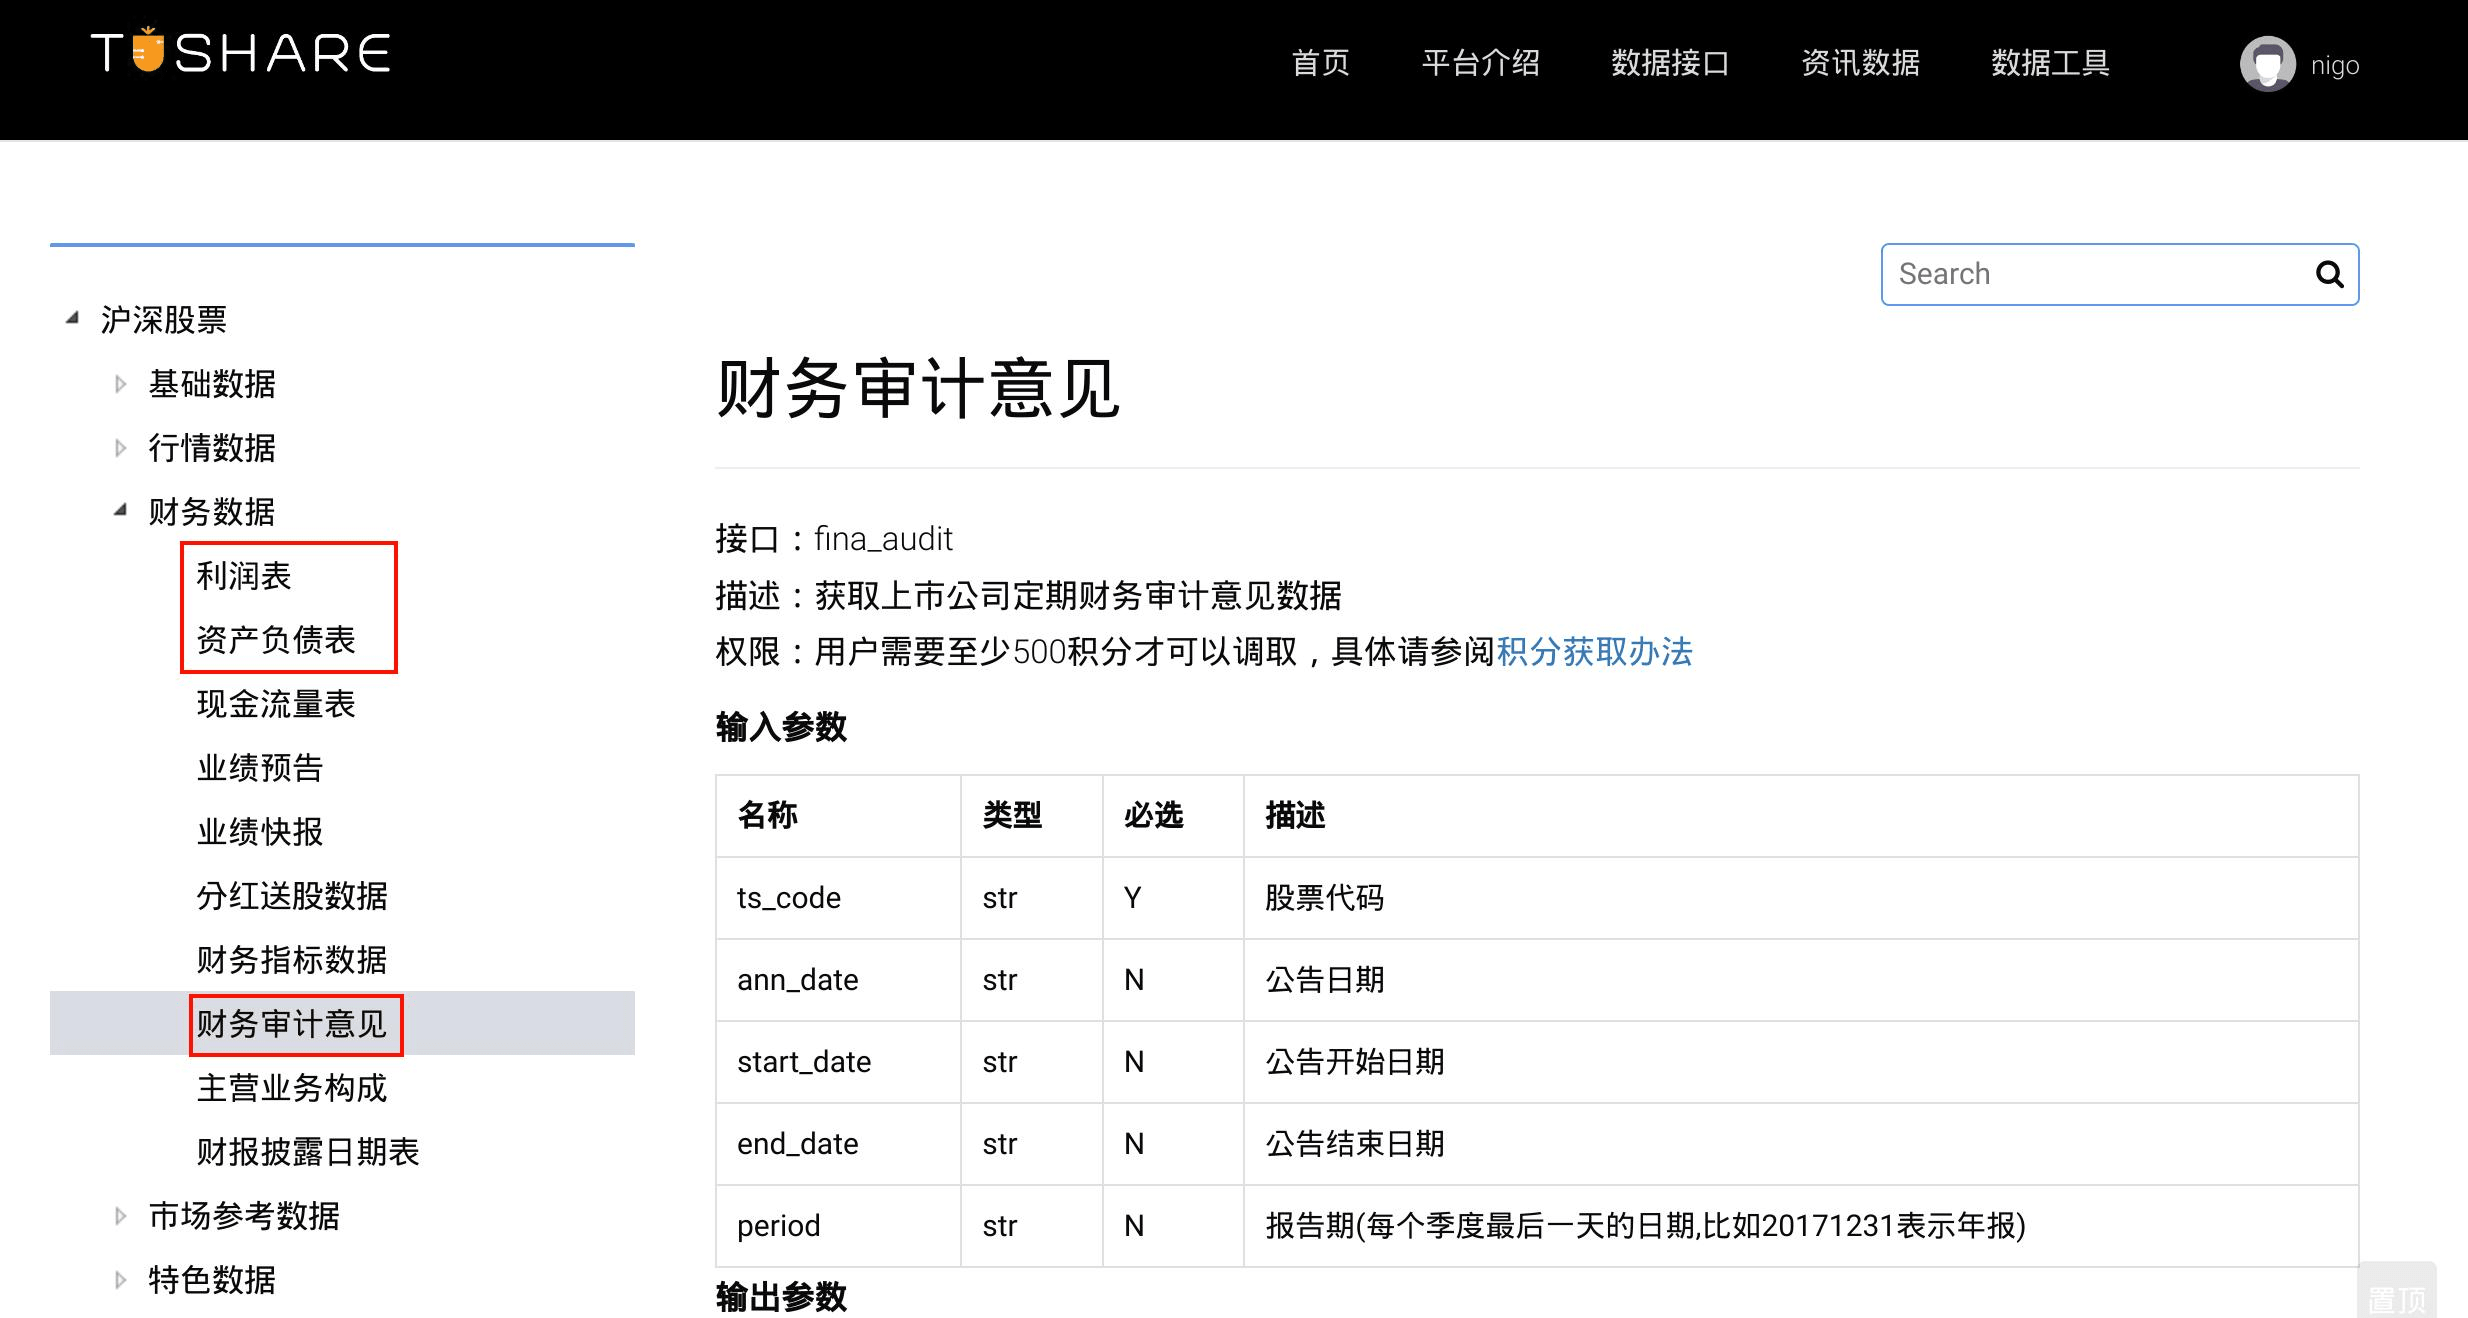 TUSHARE
首页 平台介绍 数据接口 资讯数据 数据工具 nigo
Search
沪深股票
基础数据
行情数据
财务数据
利润表
资产负债表
现金流量表
业绩预告
业绩快报
分红送股数据
财务指标数据
财务审计意见
主营业务构成
财报披露日期表
市场参考数据
特色数据
财务审计意见
接口：fina_audit
描述：获取上市公司定期财务审计意见数据
权限：用户需要至少500积分才可以调取，具体请参阅积分获取办法
输入参数
名称 类型 必选 描述
ts_code str Y 股票代码
ann_date str N 公告日期
start_date str N 公告开始日期
end_date str N 公告结束日期
period str N 报告期(每个季度最后一天的日期,比如20171231表示年报)
输出参数
置顶